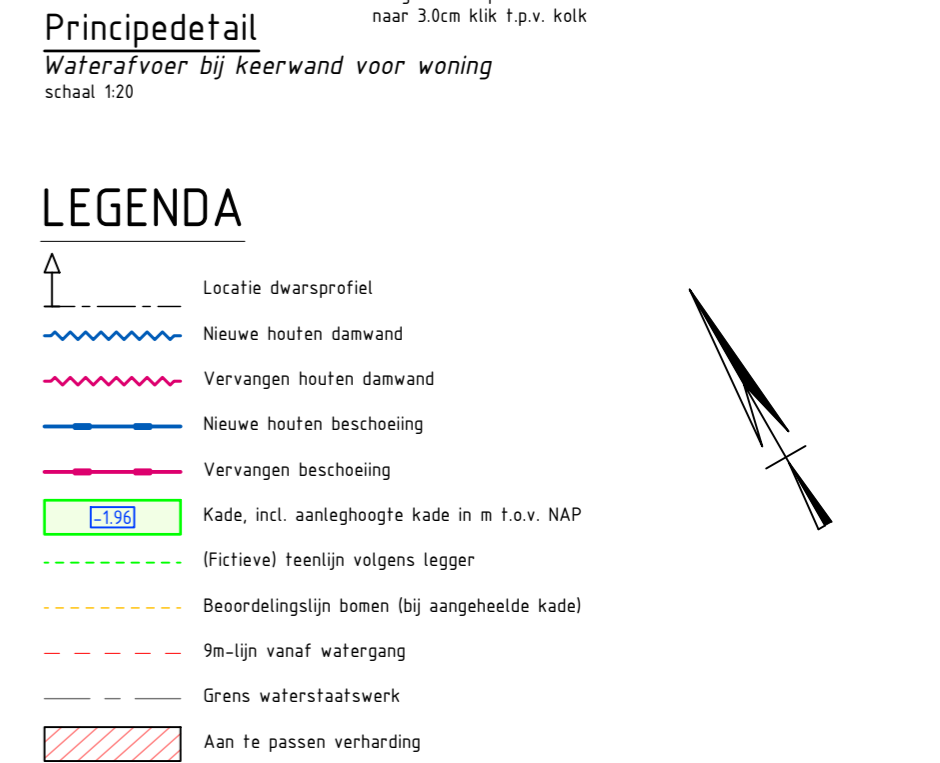 naar 3.0cm klik t.p.v. kolk
Principedetail
Waterafvoer bij keerwand voor woning
schaal 1:20
LEGENDA
Locatie dwarsprofiel
Nieuwe houten damwand
Vervangen houten damwand
Nieuwe houten beschoeiing
Vervangen beschoeiing
-1.96
Kade, incl. aanleghoogte kade in m t.o.v. NAP
(Fictieve) teenlijn volgens legger
Beoordelingslijn bomen (bij aangeheelde kade)
9m-lijn vanaf watergang
Grens waterstaatswerk
Aan te passen verharding